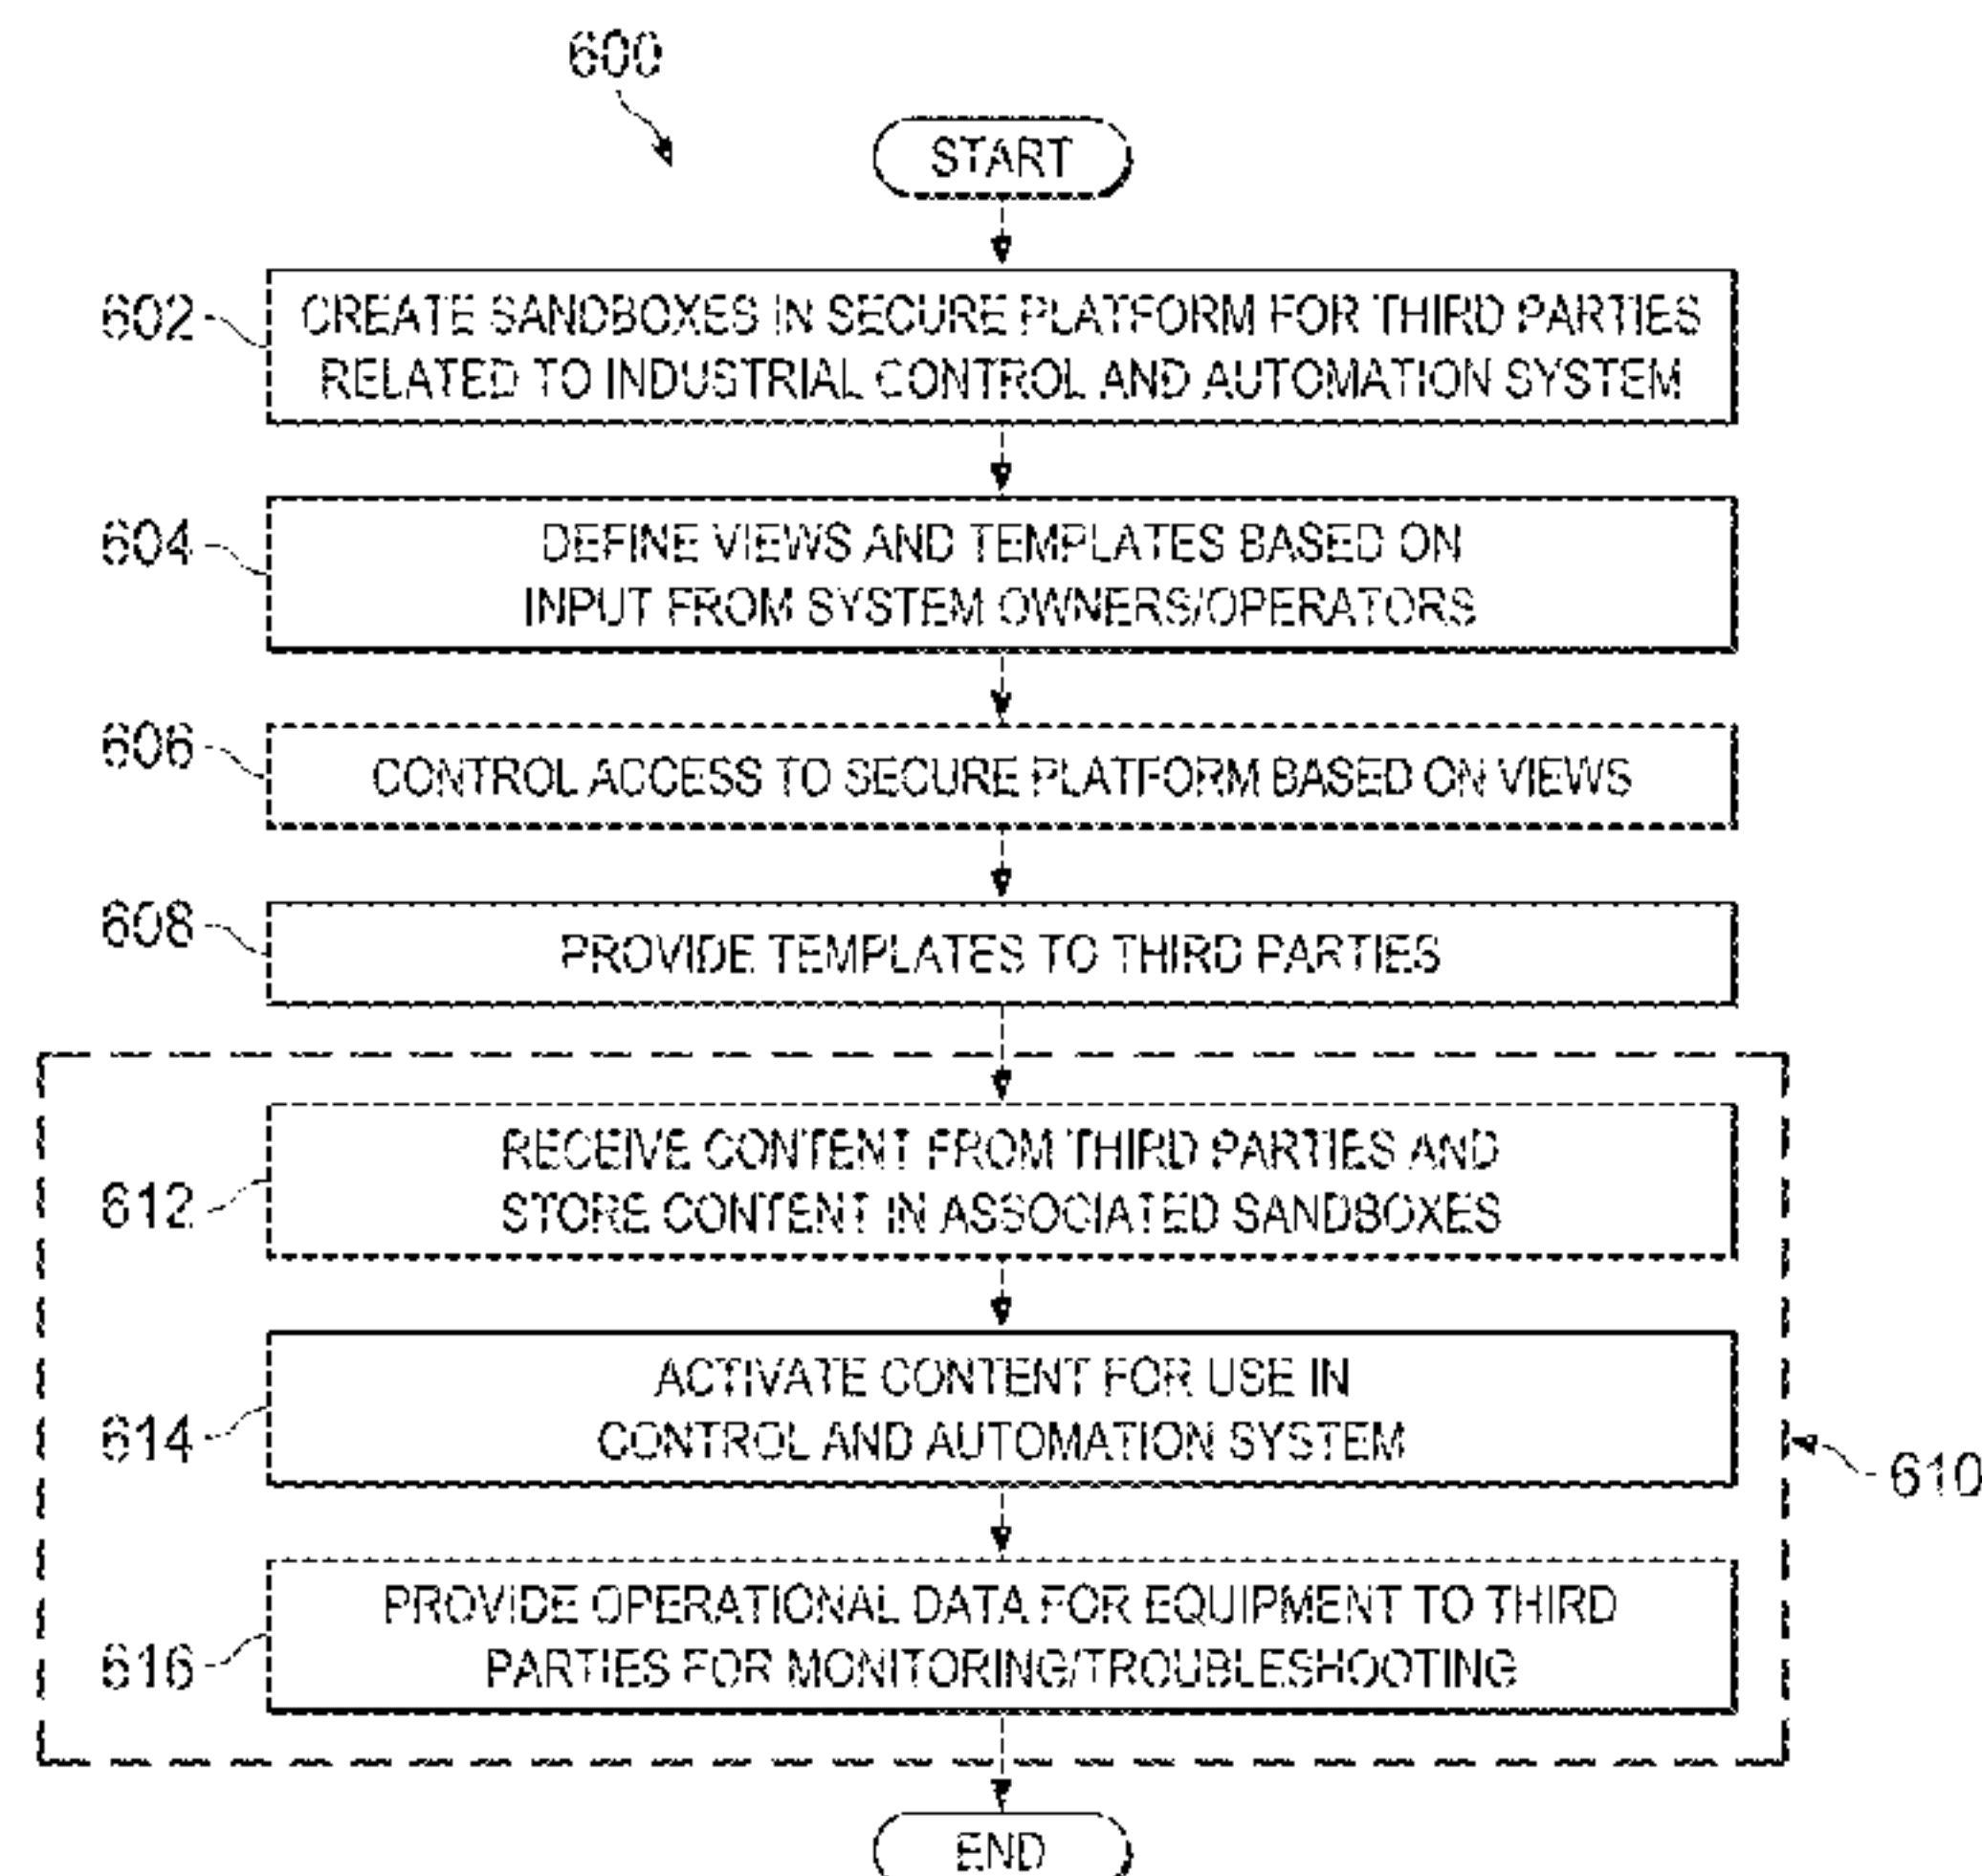 600
START
602
CREATE SANDBOXES IN SECURE PLATFORM FOR THIRD PARTIES
RELATED TO INDUSTRIAL CONTROL AND AUTOMATION SYSTEM
604
DEFINE VIEWS AND TEMPLATES BASED ON
INPUT FROM SYSTEM OWNERS/OPERATORS
606
CONTROL ACCESS TO SECURE PLATFORM BASED ON VIEWS
608
PROVIDE TEMPLATES TO THIRD PARTIES
612
RECEIVE CONTENT FROM THIRD PARTIES AND
STORE CONTENT IN ASSOCIATED SANDBOXES
614
ACTIVATE CONTENT FOR USE IN
CONTROL AND AUTOMATION SYSTEM
610
616
PROVIDE OPERATIONAL DATA FOR EQUIPMENT TO THIRD
PARTIES FOR MONITORING/TROUBLESHOOTING
END